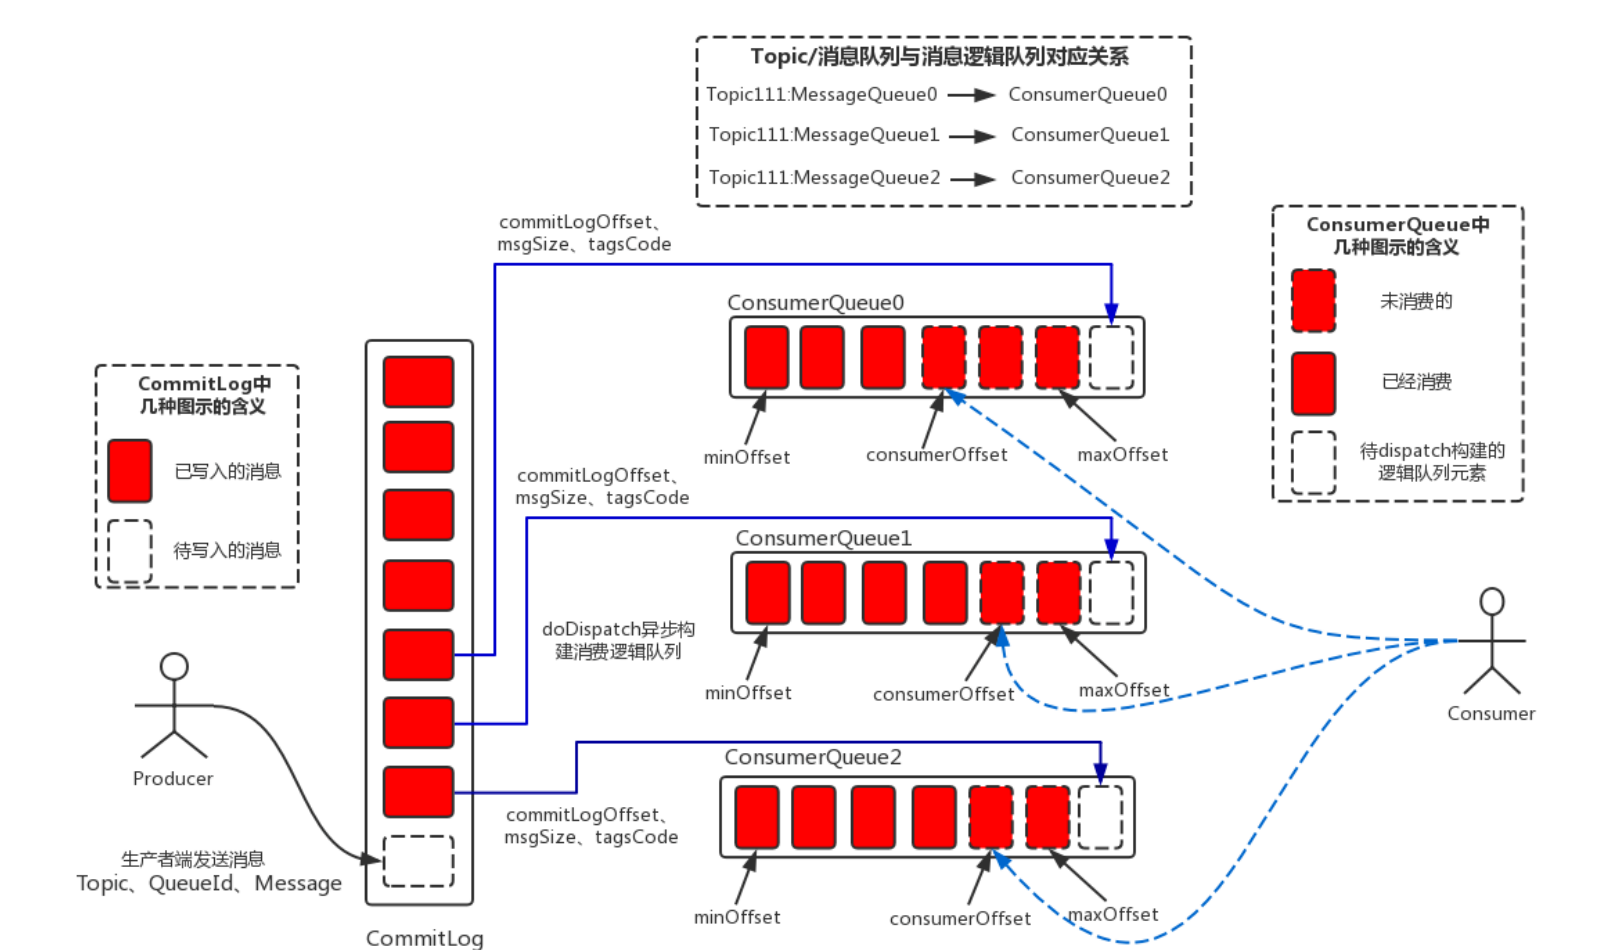 Topic/消息队列与消息逻辑队列对应关系
Topic111:MessageQueue0
ConsumerQueue0
Topic111:MessageQueue1
ConsumerQueue1
Topic111:MessageQueue2
ConsumerQueue2
commitLogOffset、
msgSize、tagsCode
ConsumerQueue中
几种图示的含义
未消费的
已经消费
待dispatch构建的
逻辑队列元素
ConsumerQueue0
minOffset
consumerOffset
maxOffset
CommitLog中
几种图示的含义
已写入的消息
待写入的消息
commitLogOffset、
msgSize、tagsCode
ConsumerQueue1
doDispatch异步构
建消费逻辑队列
minOffset
consumerOffset
maxOffset
Consumer
Producer
ConsumerQueue2
commitLogOffset、
msgSize、tagsCode
生产者端发送消息
Topic、QueueId、Message
minOffset
consumerOffset
maxOffset
CommitLog